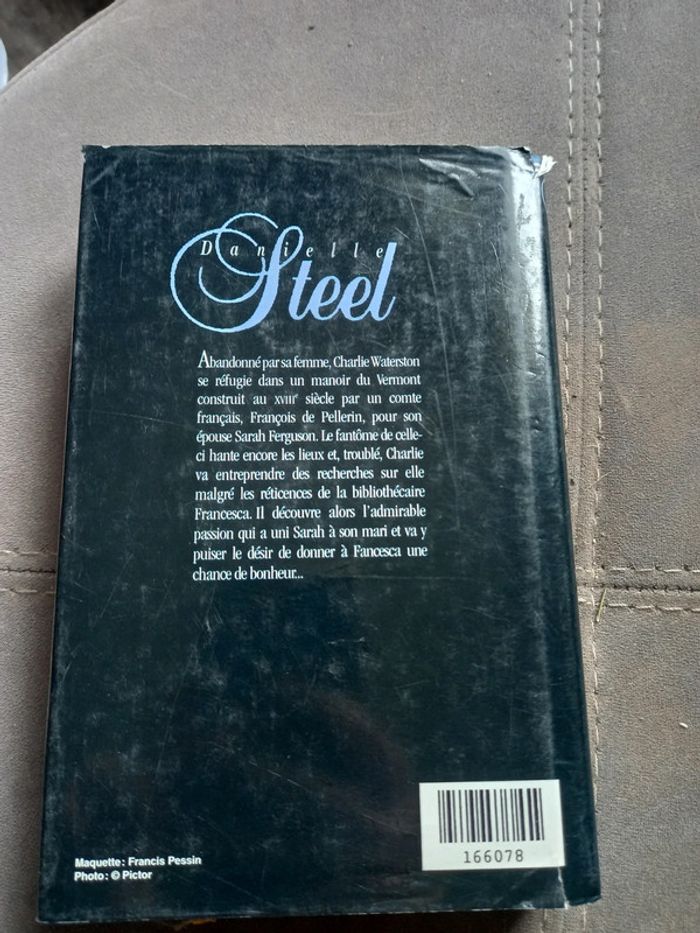 Danielle
Steel
Abandonné par sa femme, Charlie Waterston
se réfugie dans un manoir du Vermont
construit au XVIIIe siècle par un comte
français, François de Pellerin, pour son
épouse Sarah Ferguson. Le fantôme de celle-
ci hante encore les lieux et, troublé, Charlie
va entreprendre des recherches sur elle
malgré les réticences de la bibliothécaire
Francesca. Il découvre alors l'admirable
passion qui a uni Sarah à son mari et va y
puiser le désir de donner à Fancesca une
chance de bonheur...
166078
Maquette : Francis Pessin
Photo : © Pictor